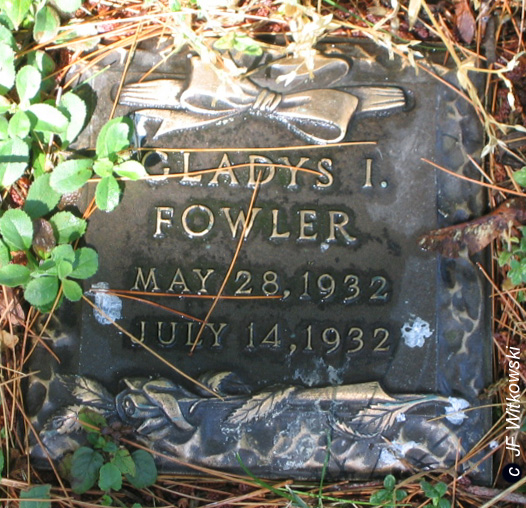 GLADYS I.
FOWLER
MAY 28, 1932
JULY 14, 1932
c JF Witkowski